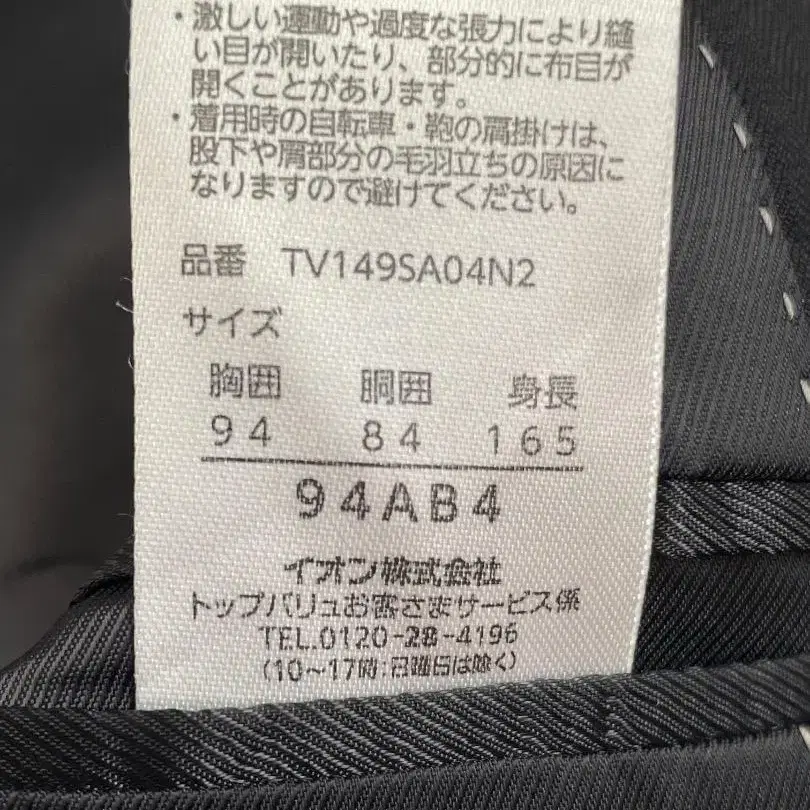 ・激しい運動や過度な張力により縫
い目が開いたり、部分的に布目が
開くことがあります。
・着用時の自転車・鞄の肩掛けは、
股下や肩部分の毛羽立ちの原因に
なりますので避けてください。
品番 TV149SA04N2
サイズ
胸囲 胴囲 身長
94 84 165
94AB4
イオン株式会社
トップバリュお客さまサービス係
TEL.0120-28-4196
(10～17時:日曜日は除く)